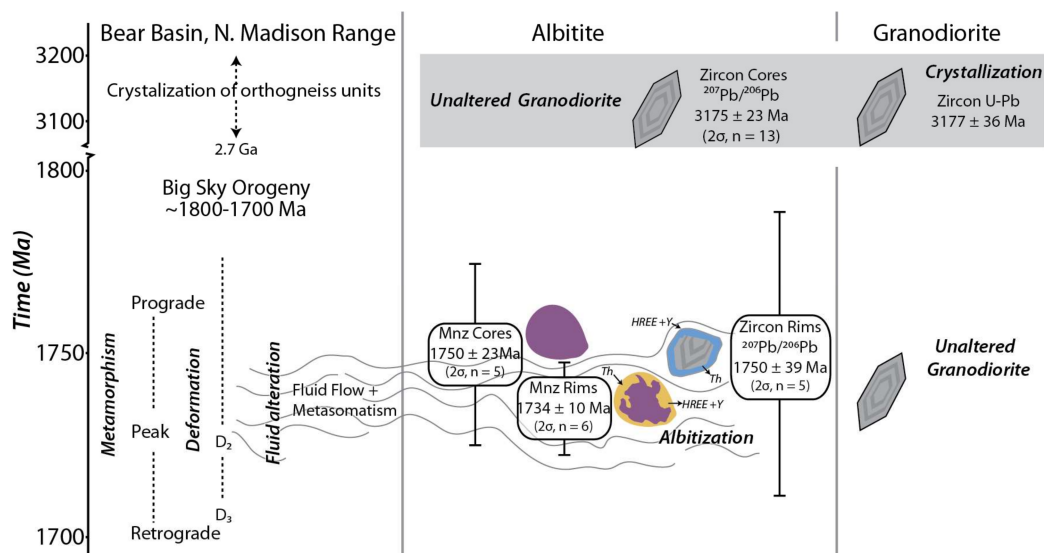 Bear Basin, N. Madison Range
Albitite
Granodiorite
3200
3100
1800
1750
1700
Time (Ma)
Crystalization of orthogneiss units
2.7 Ga
Big Sky Orogeny
~1800-1700 Ma
Metamorphism
Prograde
Peak
Retrograde
Deformation
D₂
D₃
Fluid alteration
Fluid Flow +
Metasomatism
Unaltered Granodiorite
Zircon Cores
²⁰⁷Pb/²⁰⁶Pb
3175 ± 23 Ma
(2σ, n = 13)
Crystallization
Zircon U-Pb
3177 ± 36 Ma
Mnz Cores
1750 ± 23Ma
(2σ, n = 5)
Mnz Rims
1734 ± 10 Ma
(2σ, n = 6)
HREE+Y
Th
Th
HREE+Y
Albitization
Zircon Rims
²⁰⁷Pb/²⁰⁶Pb
1750 ± 39 Ma
(2σ, n = 5)
Unaltered
Granodiorite